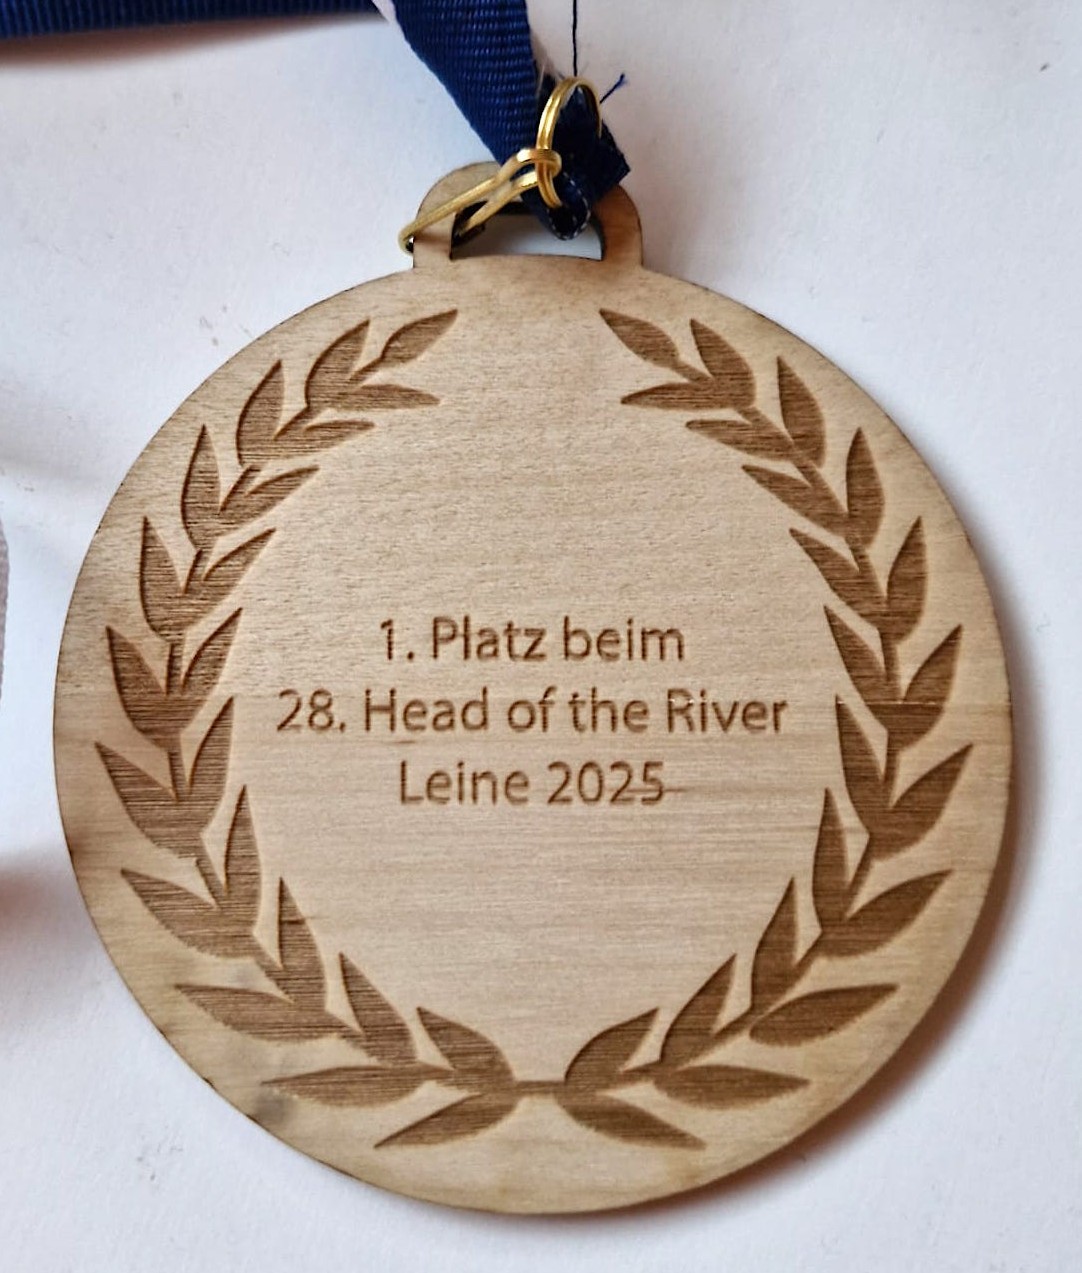 1. Platz beim
28. Head of the River
Leine 2025